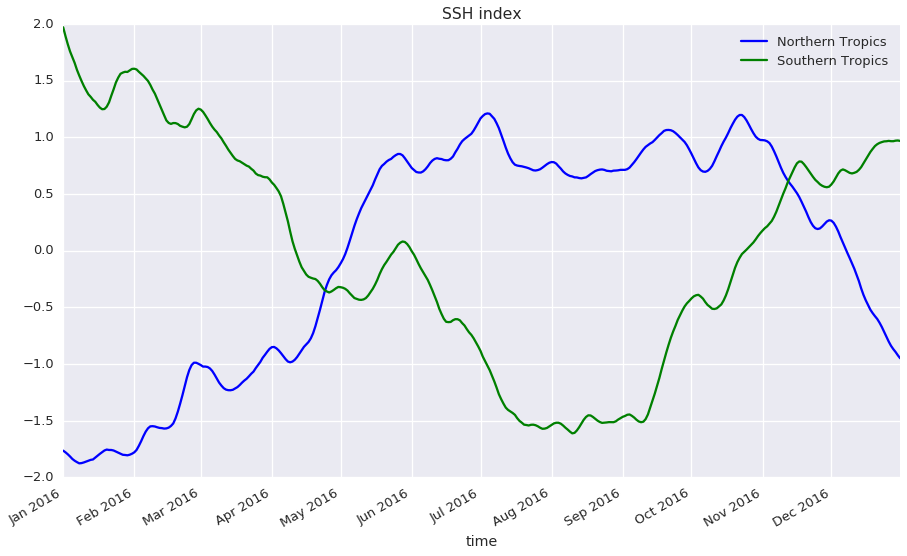 SSH index
Northern Tropics
Southern Tropics
2.0
1.5
1.0
0.5
0.0
−0.5
−1.0
−1.5
−2.0
Jan 2016
Feb 2016
Mar 2016
Apr 2016
May 2016
Jun 2016
Jul 2016
Aug 2016
Sep 2016
Oct 2016
Nov 2016
Dec 2016
time